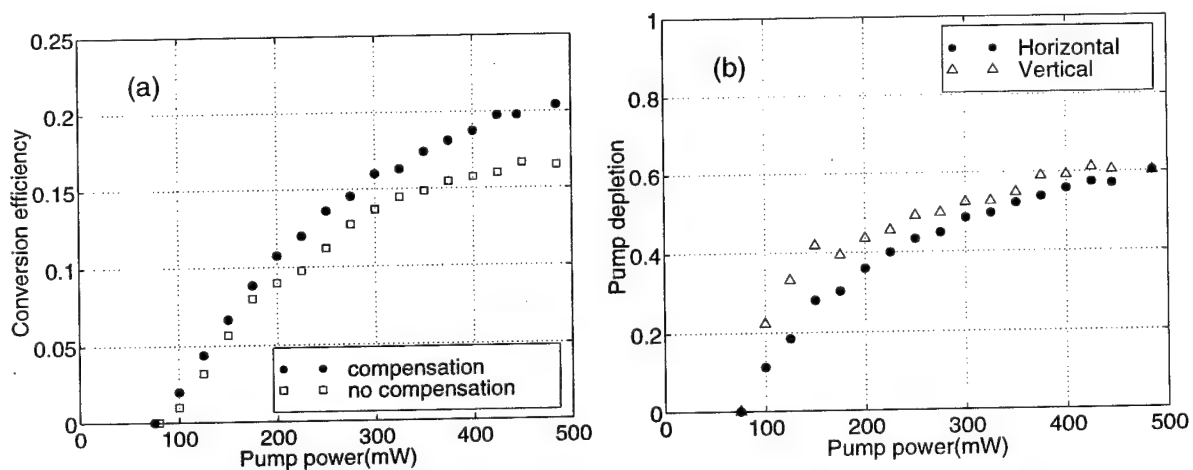 (a)
0.25
0.2
0.15
0.1
0.05
0
Conversion efficiency
compensation
no compensation
0 100 200 300 400 500
Pump power(mW)
(b)
1
0.8
0.6
0.4
0.2
0
Pump depletion
Horizontal
Vertical
0 100 200 300 400 500
Pump power(mW)